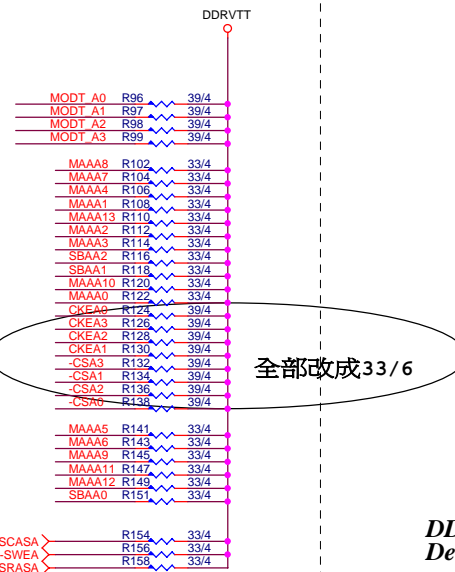 DDRVTT
MODT_A0 R96 39/4
MODT_A1 R97 39/4
MODT_A2 R98 39/4
MODT_A3 R99 39/4
MAAA8 R102 33/4
MAAA7 R104 33/4
MAAA4 R106 33/4
MAAA1 R108 33/4
MAAA13 R110 33/4
MAAA2 R112 33/4
MAAA3 R114 33/4
SBAA2 R116 33/4
SBAA1 R118 33/4
MAAA10 R120 33/4
MAAA0 R122 33/4
CKEA0 R124 39/4
CKEA3 R126 39/4
CKEA2 R128 39/4
CKEA1 R130 39/4
-CSA3 R132 39/4
-CSA1 R134 39/4
-CSA2 R136 39/4
-CSA0 R138 39/4
全部改成33/6
MAAA5 R141 33/4
MAAA6 R143 33/4
MAAA9 R145 33/4
MAAA11 R147 33/4
MAAA12 R149 33/4
SBAA0 R151 33/4
SCASA R154 33/4
-SWEA R156 33/4
SRASA R158 33/4
DD
De